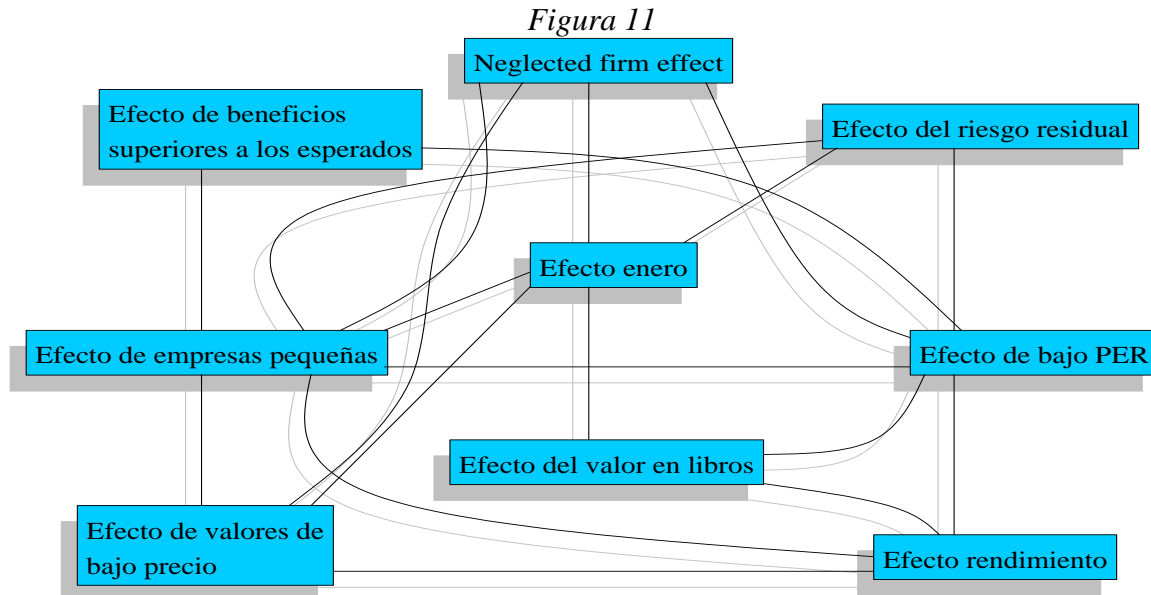 Figura 11
Neglected firm effect
Efecto de beneficios
superiores a los esperados
Efecto del riesgo residual
Efecto enero
Efecto de empresas pequeñas
Efecto de bajo PER
Efecto del valor en libros
Efecto de valores de
bajo precio
Efecto rendimiento